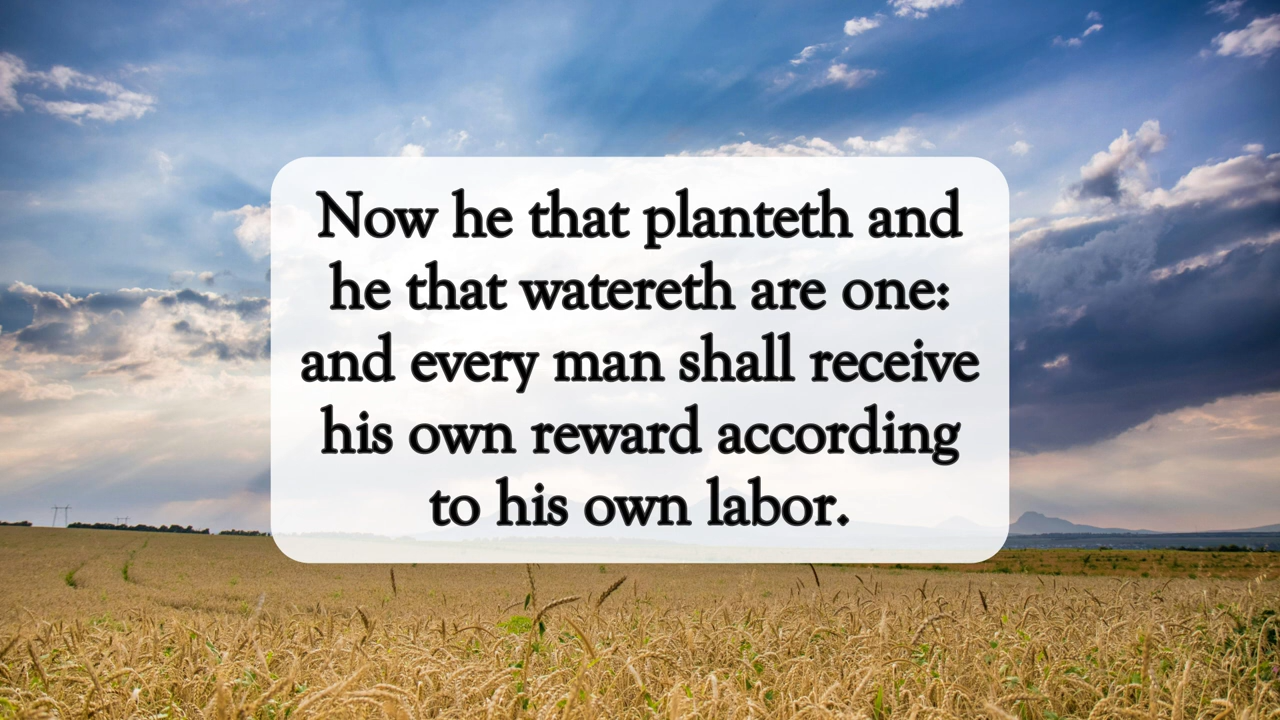 Now he that planteth and
he that watereth are one:
and every man shall receive
his own reward according
to his own labor.